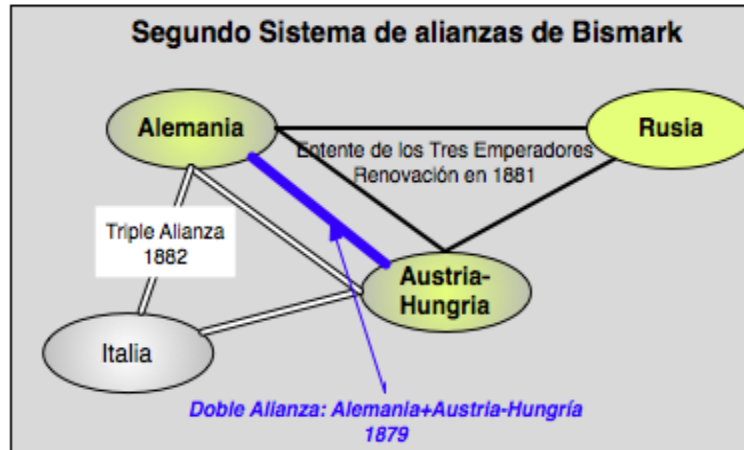 Segundo Sistema de alianzas de Bismark
Alemania
Rusia
Entente de los Tres Emperadores
Renovación en 1881
Triple Alianza
1882
Austria-
Hungria
Italia
Doble Alianza: Alemania+Austria-Hungría
1879